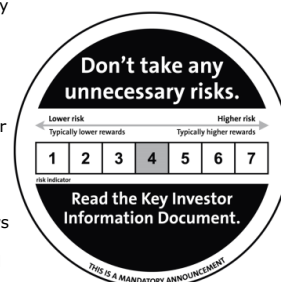 y
Don't take any
unnecessary risks.
r
Lower risk Higher risk
Typically lower rewards Typically higher rewards
1 2 3 4 5 6 7
risk indicator
Read the Key Investor
Information Document.
s
THIS IS A MANDATORY ANNOUNCEMENT